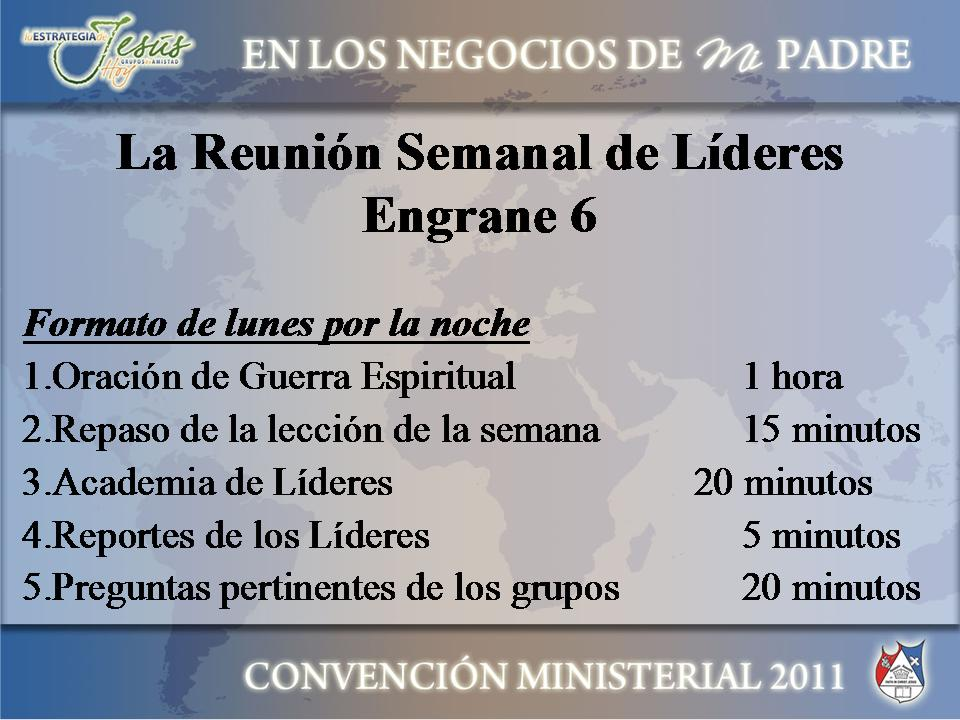 la ESTRATEGIA de
Jesús
GRUPOS de AMISTAD
Hoy
EN LOS NEGOCIOS DE Mi PADRE
La Reunión Semanal de Líderes
Engrane 6
Formato de lunes por la noche
1.Oración de Guerra Espiritual 1 hora
2.Repaso de la lección de la semana 15 minutos
3.Academia de Líderes 20 minutos
4.Reportes de los Líderes 5 minutos
5.Preguntas pertinentes de los grupos 20 minutos
CONVENCIÓN MINISTERIAL 2011